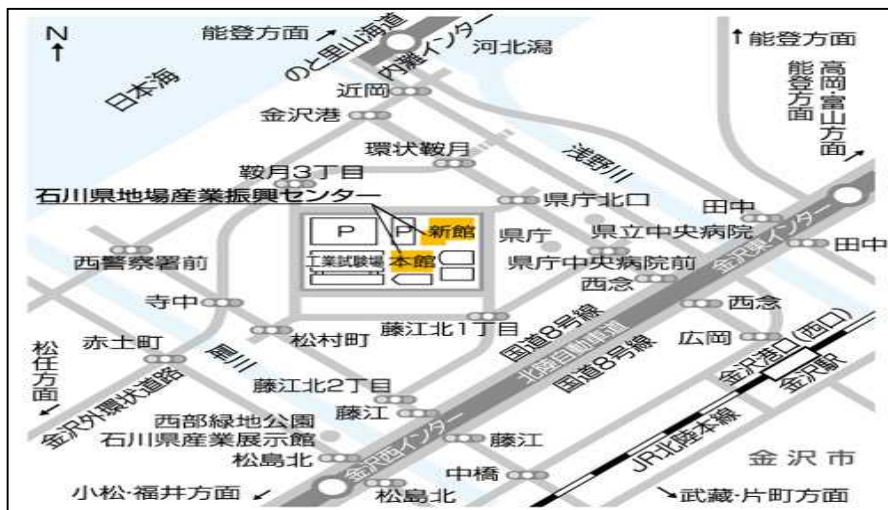 N
能登方面
のと里山海道
内灘インター
河北潟
能登方面
高岡・富山方面
能登方面
日本海
近岡
金沢港
環状鞍月
浅野川
鞍月3丁目
石川県地場産業振興センター
県庁北口
田中
P
P
新館
県庁
県立中央病院
金沢東インター
田中
西警察署前
工業試験場
本館
県庁中央病院前
西念
寺中
西念
藤江北1丁目
国道8号線
北陸自動車道
国道8号線
広岡
金沢港口(西口)
金沢駅
赤土町
松村町
犀川
松任方面
金沢外環状道路
藤江北2丁目
西部緑地公園
藤江
石川県産業展示館
金沢西インター
藤江
JR北陸本線
松島北
中橋
金沢市
小松・福井方面
松島北
武蔵・片町方面